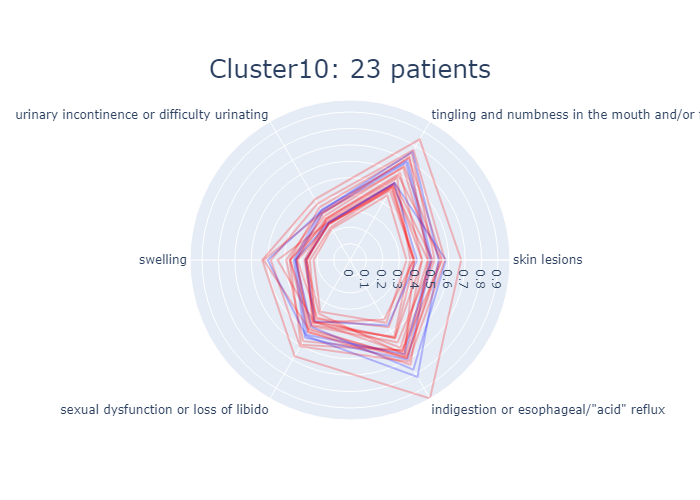 Cluster10: 23 patients
urinary incontinence or difficulty urinating
tingling and numbness in the mouth and/or
swelling
skin lesions
0
0.1
0.2
0.3
0.4
0.5
0.6
0.7
0.8
0.9
sexual dysfunction or loss of libido
indigestion or esophageal/"acid" reflux